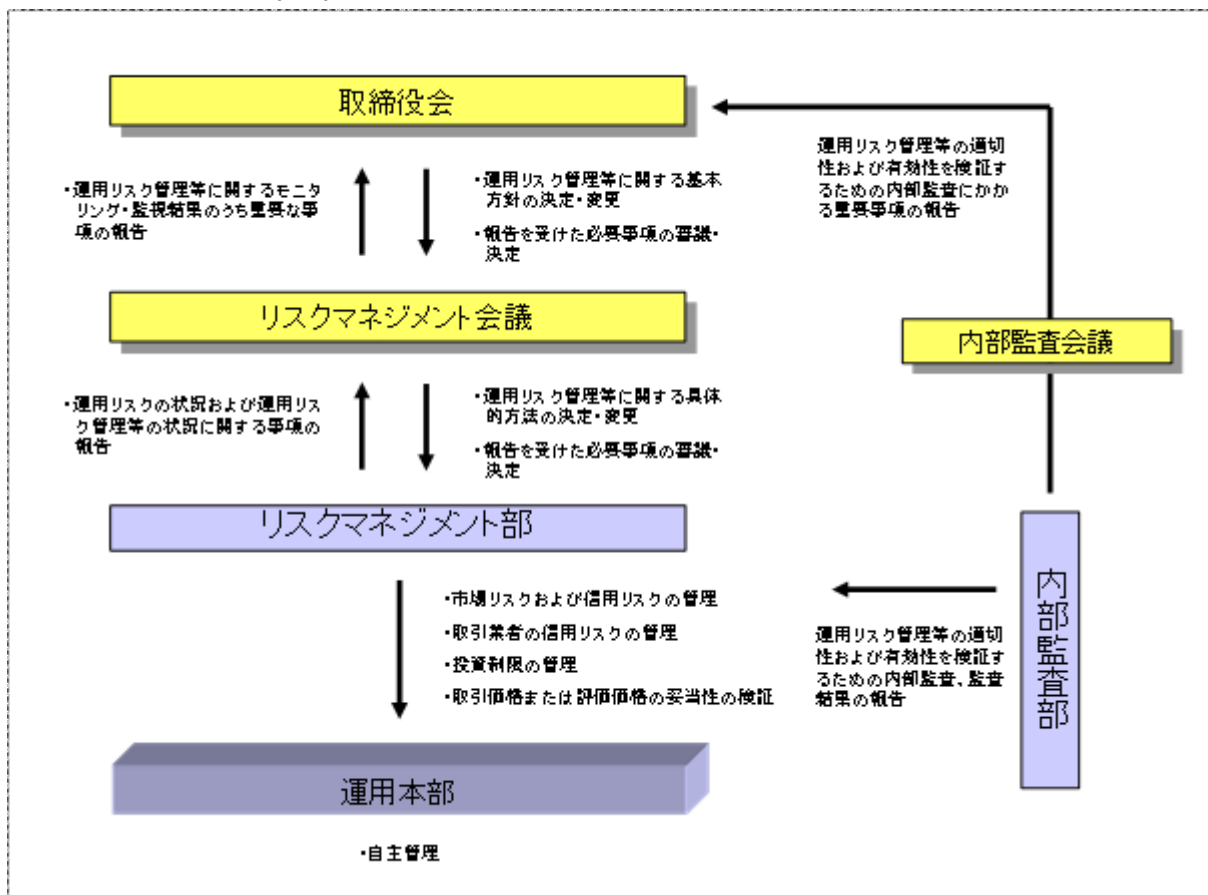 取締役会
・運用リスク管理等に関するモニ
タリング・監視結果のうち重要な事
項の報告
・運用リスク管理等に関する基本
方針の決定・変更
・報告を受けた必要事項の審議・
決定
運用リスク管理等の適切
性および有効性を検証す
るための内部監査にかか
る重要事項の報告
リスクマネジメント会議
内部監査会議
・運用リスクの状況および運用リス
ク管理等の状況に関する事項の
報告
・運用リスク管理等に関する具体
的方法の決定・変更
・報告を受けた必要事項の審議・
決定
リスクマネジメント部
・市場リスクおよび信用リスクの管理
・取引業者の信用リスクの管理
・投資制限の管理
・取引価格または評価価格の妥当性の検証
運用リスク管理等の適切
性および有効性を検証す
るための内部監査、監査
結果の報告
内部監査部
運用本部
・自主管理